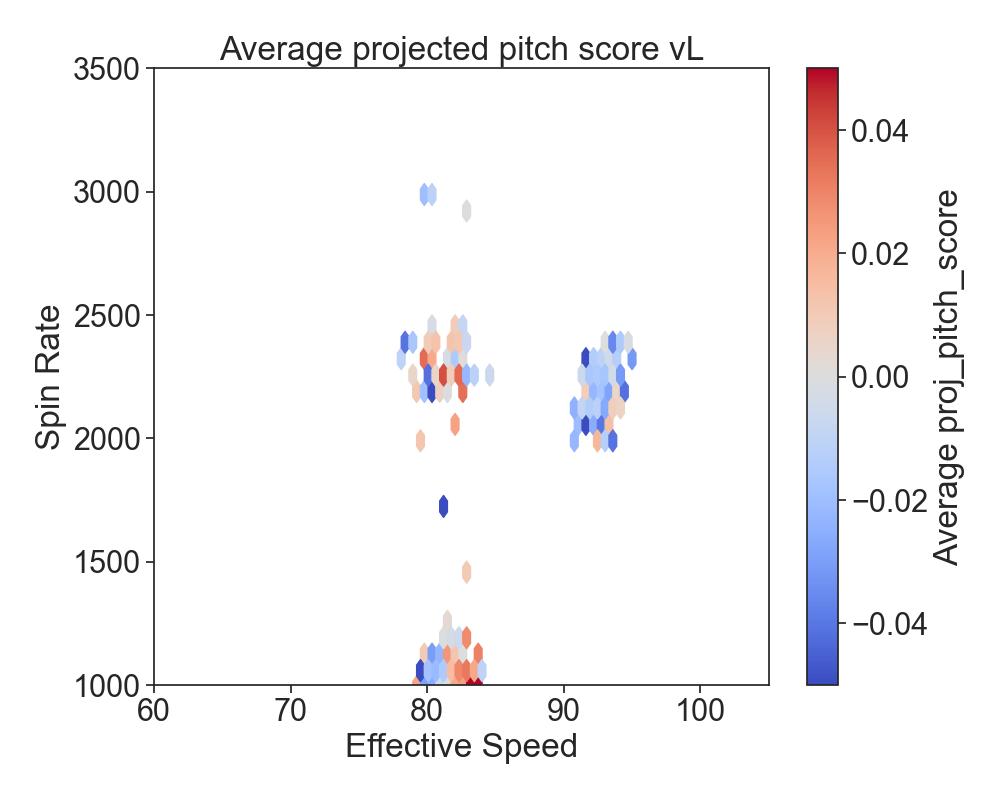 Average projected pitch score vL
3500
3000
2500
2000
1500
1000
Spin Rate
60 70 80 90 100
Effective Speed
0.04
0.02
0.00
−0.02
−0.04
Average proj_pitch_score